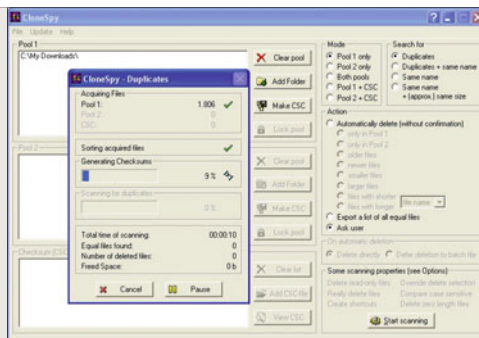 CloneSpy
File Update Help
Pool 1
C:\My Downloads\
Clear pool
Add Folder
Make CSC
Lock pool
Pool 2
Clear pool
Add Folder
Make CSC
Lock pool
Checksum (CSC)
Clear list
Add CSC file
View CSC
CloneSpy - Duplicates
Acquiring Files
Pool 1: 1.806
Pool 2: 0
CSC: 0
Sorting acquired files
Generating Checksums
9 %
Scanning for duplicates
0 %
Total time of scanning: 00:00:10
Equal files found: 0
Number of deleted files: 0
Freed Space: 0 b
Cancel Pause
Mode
Pool 1 only
Pool 2 only
Both pools
Pool 1 + CSC
Pool 2 + CSC
Search for
Duplicates
Duplicates + same name
Same name
Same name
+ (approx.) same size
Action
Automatically delete (without confirmation)
only in Pool 1
only in Pool 2
older files
newer files
smaller files
larger files
files with shorter
files with longer
file name
Export a list of all equal files
Ask user
On automatic deletion
Delete directly Defer deletion to batch file
Some scanning properties (see Options)
Delete read-only files Override delete selection
Really delete files Compare case sensitive
Create shortcuts Delete zero length files
Start scanning